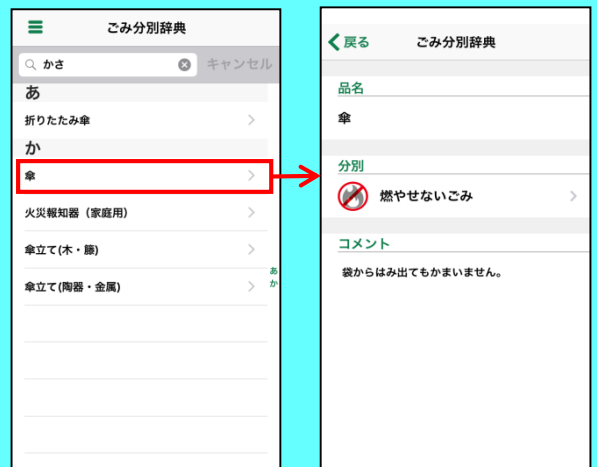 ごみ分別辞典
かさ
キャンセル
あ
折りたたみ傘
か
傘
火災報知器（家庭用）
傘立て(木・籐)
傘立て(陶器・金属)
あ
か
戻る
ごみ分別辞典
品名
傘
分別
燃やせないごみ
コメント
袋からはみ出てもかまいません。